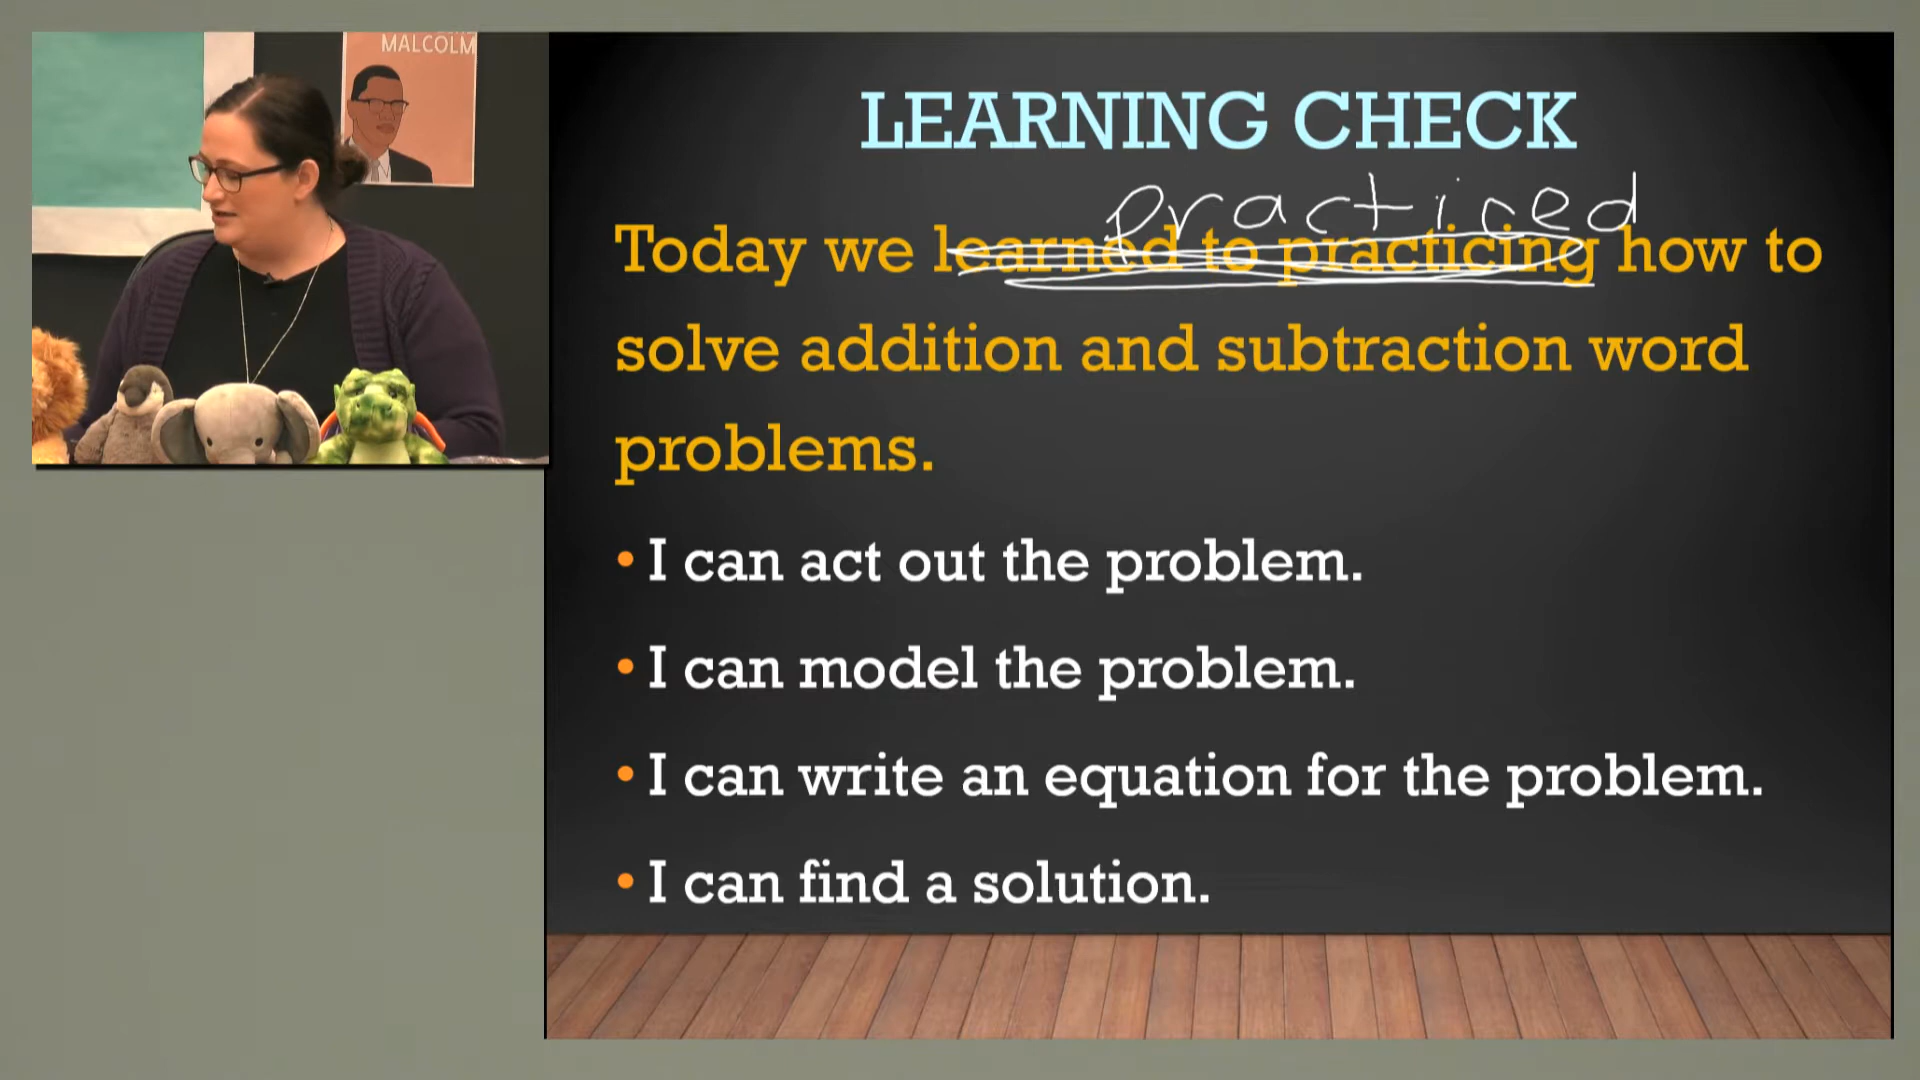 MALCOLM
LEARNING CHECK
practiced
Today we learned to practicing how to
solve addition and subtraction word
problems.
• I can act out the problem.
• I can model the problem.
• I can write an equation for the problem.
• I can find a solution.